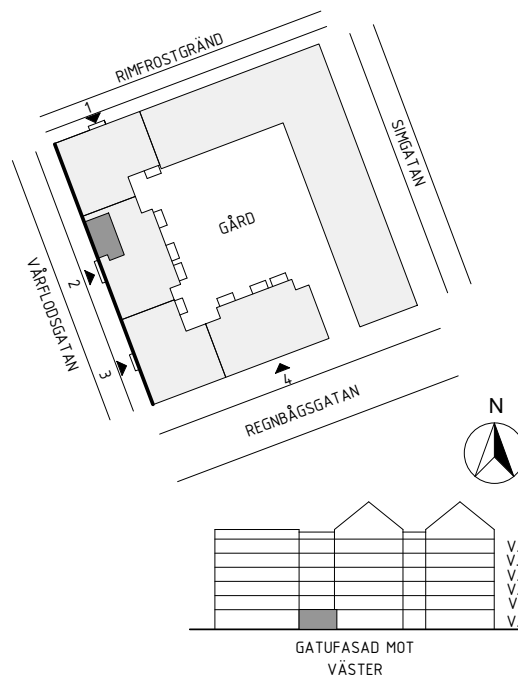 RIMFROSTGRÄND
1
SIMGATAN
GÅRD
VÅRFLODSGATAN
2
3
4
REGNBÅGSGATAN
N
V.
V.
V.
V.
V
V.
GATUFASAD MOT
VÄSTER